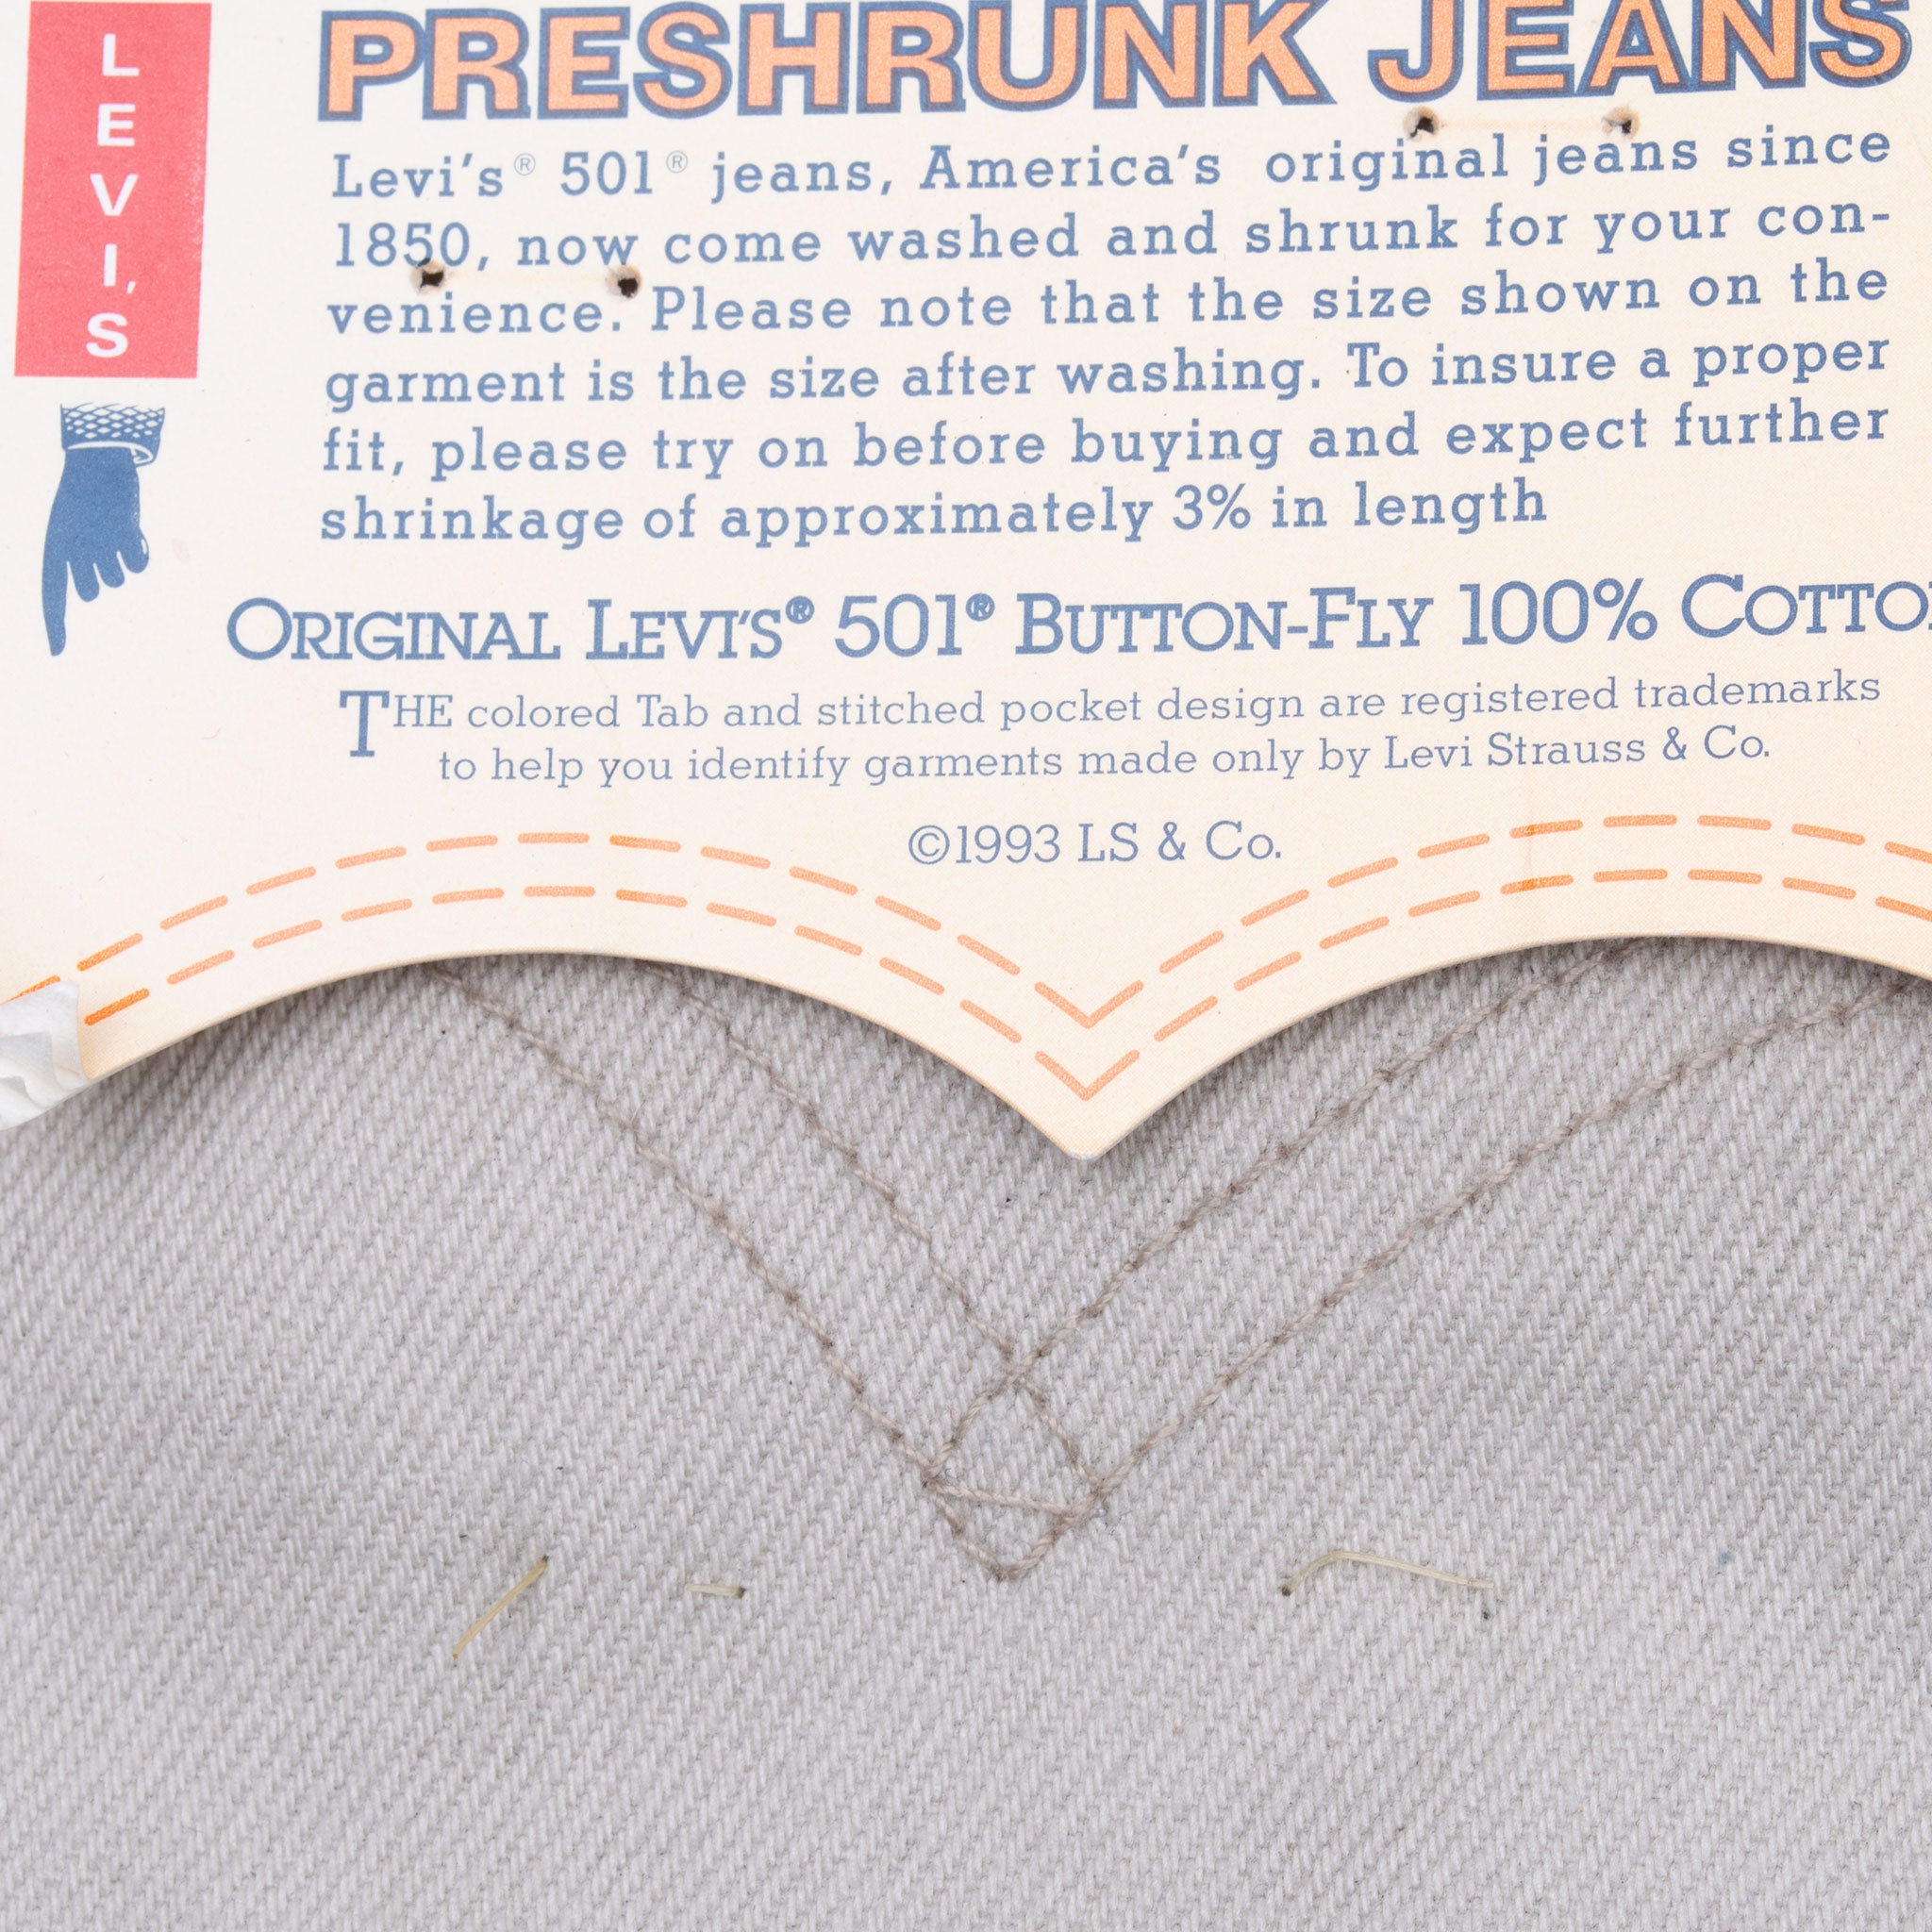 LEVI'S
PRESHRUNK JEANS
Levi's® 501® jeans, America's original jeans since
1850, now come washed and shrunk for your con-
venience. Please note that the size shown on the
garment is the size after washing. To insure a proper
fit, please try on before buying and expect further
shrinkage of approximately 3% in length
ORIGINAL LEVI'S® 501® BUTTON-FLY 100% COTTO
THE colored Tab and stitched pocket design are registered trademarks
to help you identify garments made only by Levi Strauss & Co.
©1993 LS & Co.